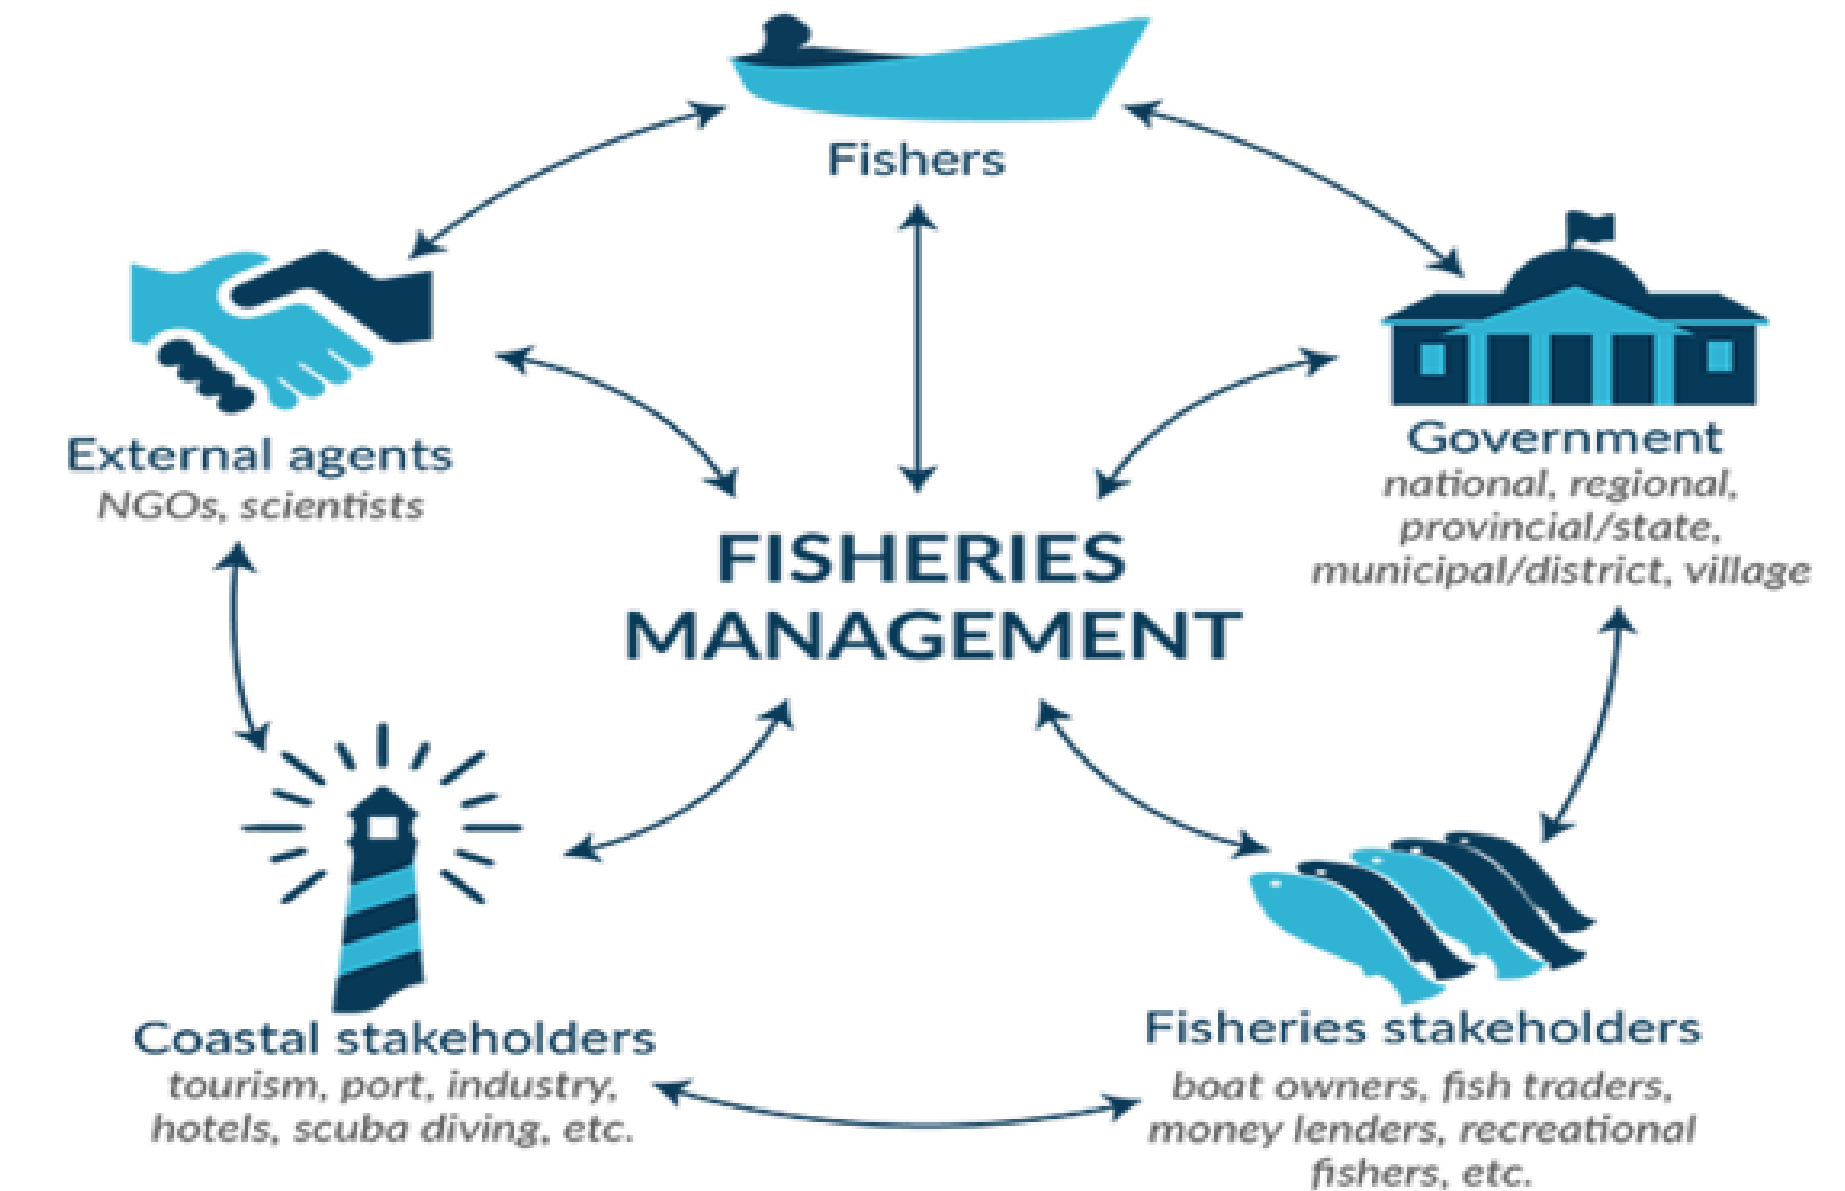 Fishers
External agents
NGOs, scientists
Government
national, regional,
provincial/state,
municipal/district, village
FISHERIES
MANAGEMENT
Coastal stakeholders
tourism, port, industry,
hotels, scuba diving, etc.
Fisheries stakeholders
boat owners, fish traders,
money lenders, recreational
fishers, etc.